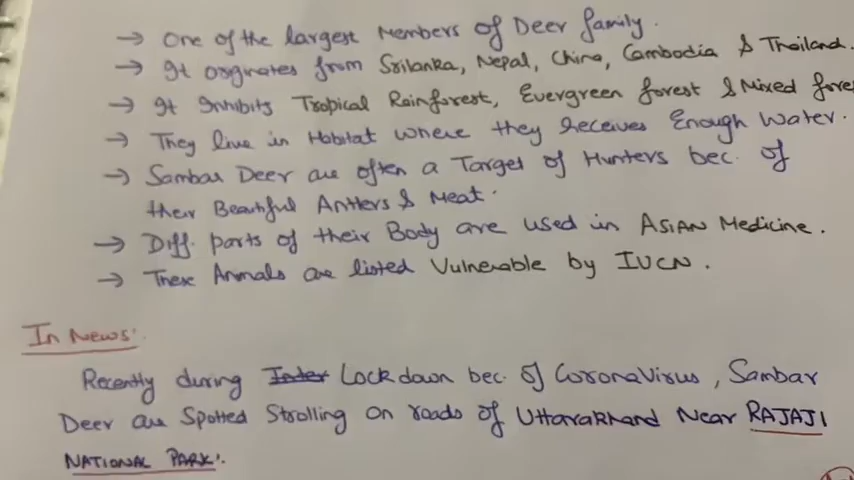 → One of the largest Members of Deer family.
→ It orginates from Srilanka, Nepal, China, Cambodia & Thailand.
→ It Inhibits Tropical Rainforest, Evergreen forest & Mixed fore
→ They live in Habitat where they receives Enough Water.
→ Sambar Deer are often a Target of Hunters bec. of
their Beautiful Antlers & Meat.
→ Diff. parts of their Body are used in ASIAN Medicine.
→ These Animals are listed Vulnerable by IUCN.
In News:
Recently during Lockdown bec. of CoronaVirus, Sambar
Deer are Spotted Strolling on roads of Uttarakhand Near RAJAJI
NATIONAL PARK.